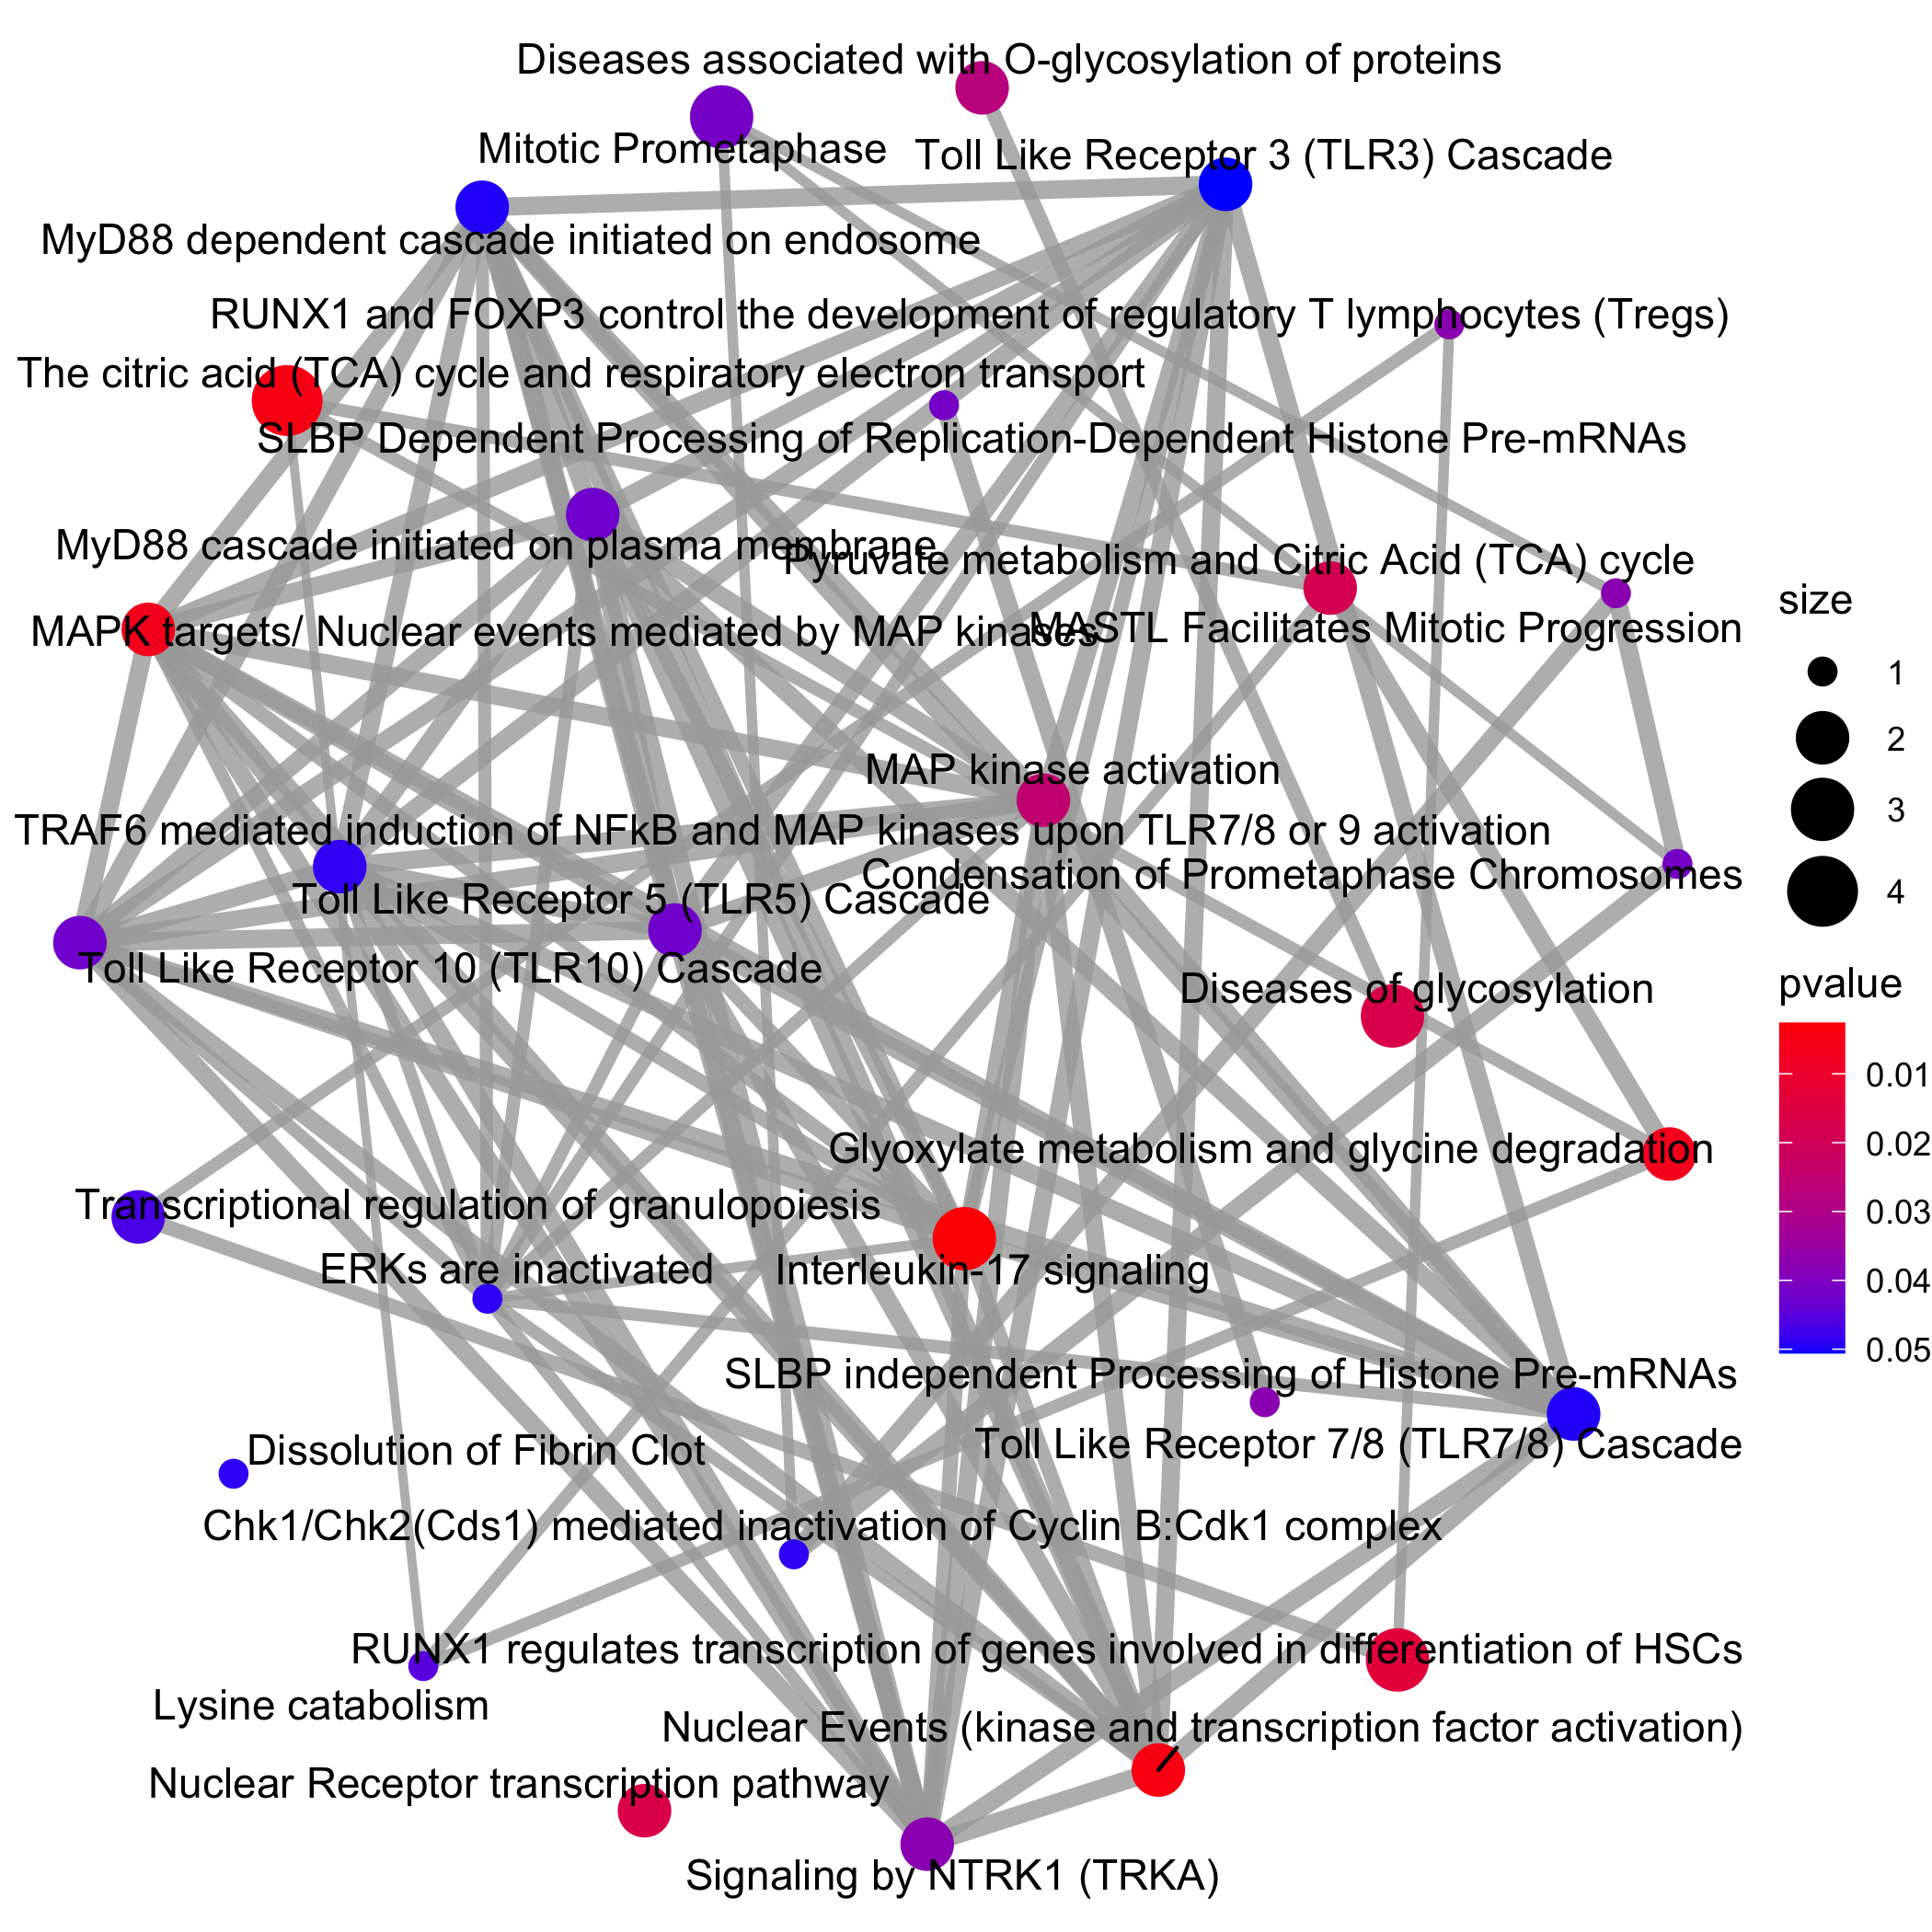 Diseases associated with O-glycosylation of proteins
Mitotic Prometaphase
Toll Like Receptor 3 (TLR3) Cascade
MyD88 dependent cascade initiated on endosome
RUNX1 and FOXP3 control the development of regulatory T lymphocytes (Tregs)
The citric acid (TCA) cycle and respiratory electron transport
SLBP Dependent Processing of Replication-Dependent Histone Pre-mRNAs
MyD88 cascade initiated on plasma membrane
Pyruvate metabolism and Citric Acid (TCA) cycle
MAPK targets/ Nuclear events mediated by MAP kinases
MASTL Facilitates Mitotic Progression
MAP kinase activation
TRAF6 mediated induction of NFkB and MAP kinases upon TLR7/8 or 9 activation
Condensation of Prometaphase Chromosomes
Toll Like Receptor 5 (TLR5) Cascade
Toll Like Receptor 10 (TLR10) Cascade
Diseases of glycosylation
Glyoxylate metabolism and glycine degradation
Transcriptional regulation of granulopoiesis
ERKs are inactivated
Interleukin-17 signaling
SLBP independent Processing of Histone Pre-mRNAs
Toll Like Receptor 7/8 (TLR7/8) Cascade
Dissolution of Fibrin Clot
Chk1/Chk2(Cds1) mediated inactivation of Cyclin B:Cdk1 complex
RUNX1 regulates transcription of genes involved in differentiation of HSCs
Lysine catabolism
Nuclear Events (kinase and transcription factor activation)
Nuclear Receptor transcription pathway
Signaling by NTRK1 (TRKA)
size
1
2
3
4
pvalue
0.01
0.02
0.03
0.04
0.05